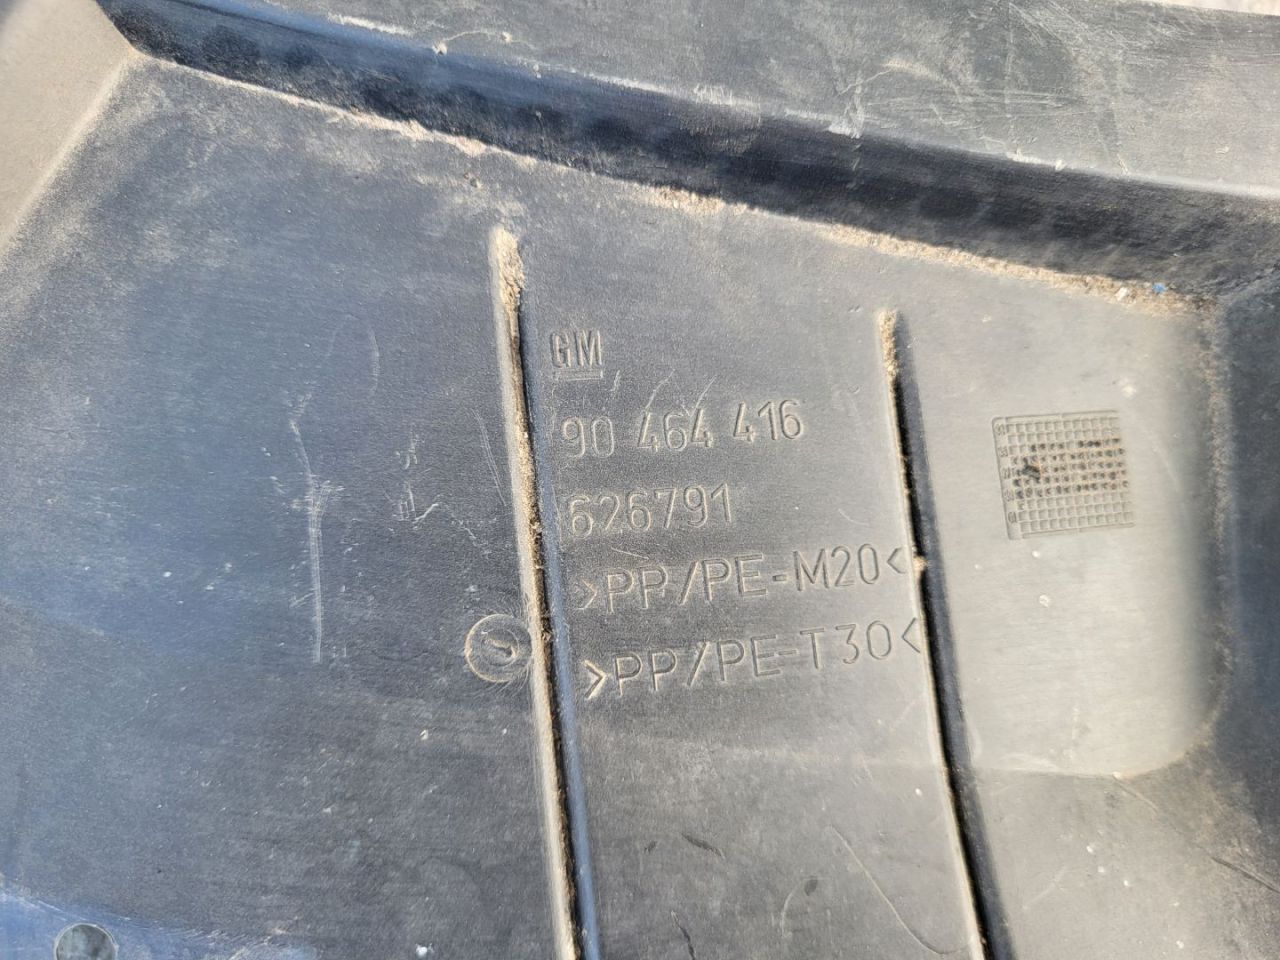 GM
90 464 416
626791
>PP/PE-M20<
>PP/PE-T30<